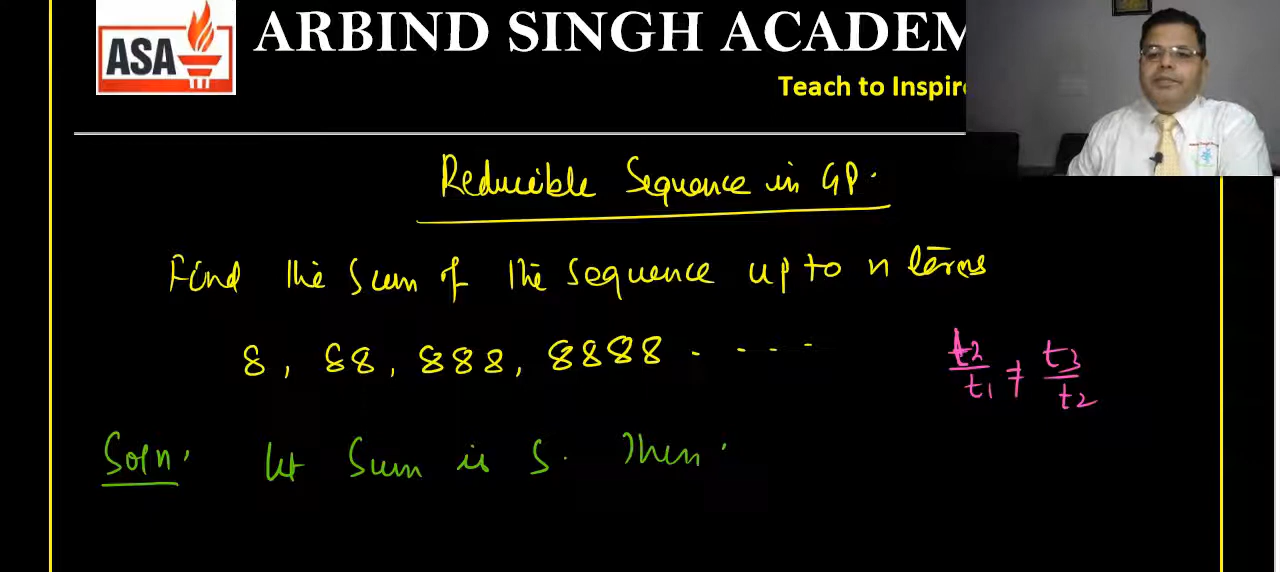 ASA
ARBIND SINGH ACADEM
Teach to Inspire
Reducible Sequence in GP.
Find the sum of the sequence up to n terms
8, 88, 888, 8888 . . . . .
t2/t1 ≠ t3/t2
Soln. let Sum is S. Then.